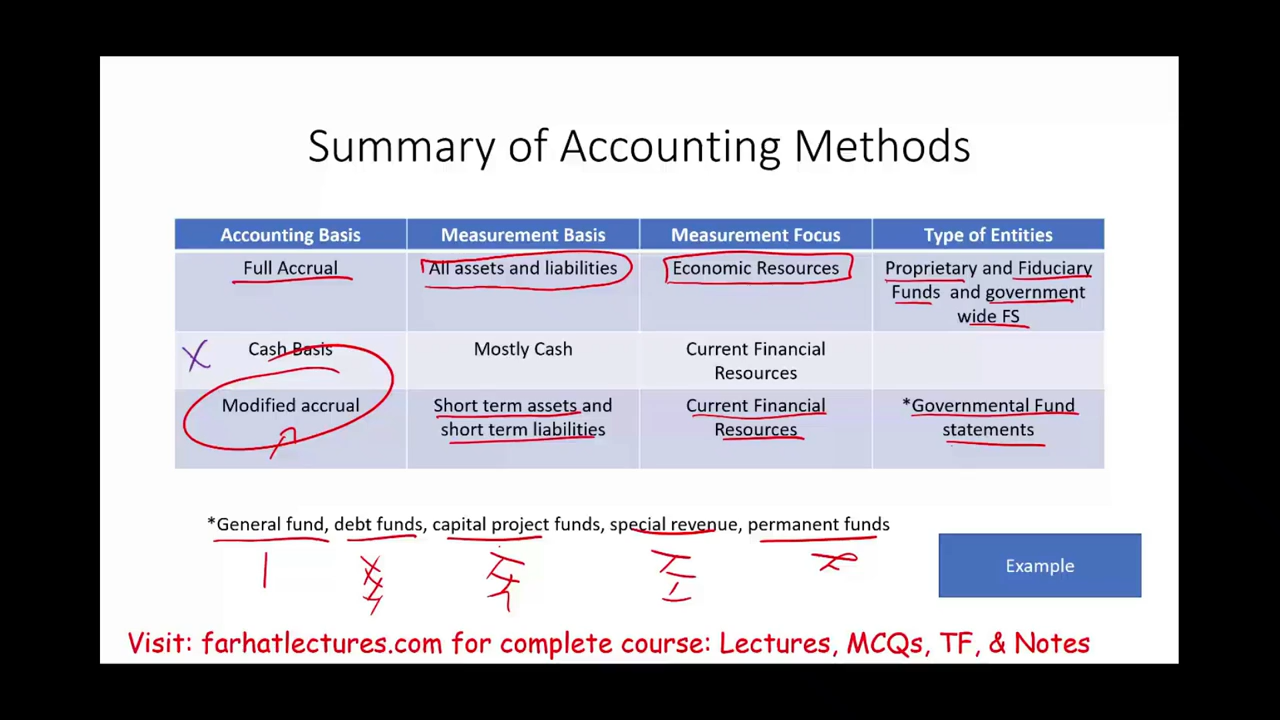 Summary of Accounting Methods
Accounting Basis Measurement Basis Measurement Focus Type of Entities
Full Accrual All assets and liabilities Economic Resources Proprietary and Fiduciary
Funds and government
wide FS
X Cash Basis Mostly Cash Current Financial
Resources
Modified accrual Short term assets and Current Financial *Governmental Fund
short term liabilities Resources statements
*General fund, debt funds, capital project funds, special revenue, permanent funds
Example
Visit: farhatlectures.com for complete course: Lectures, MCQs, TF, & Notes